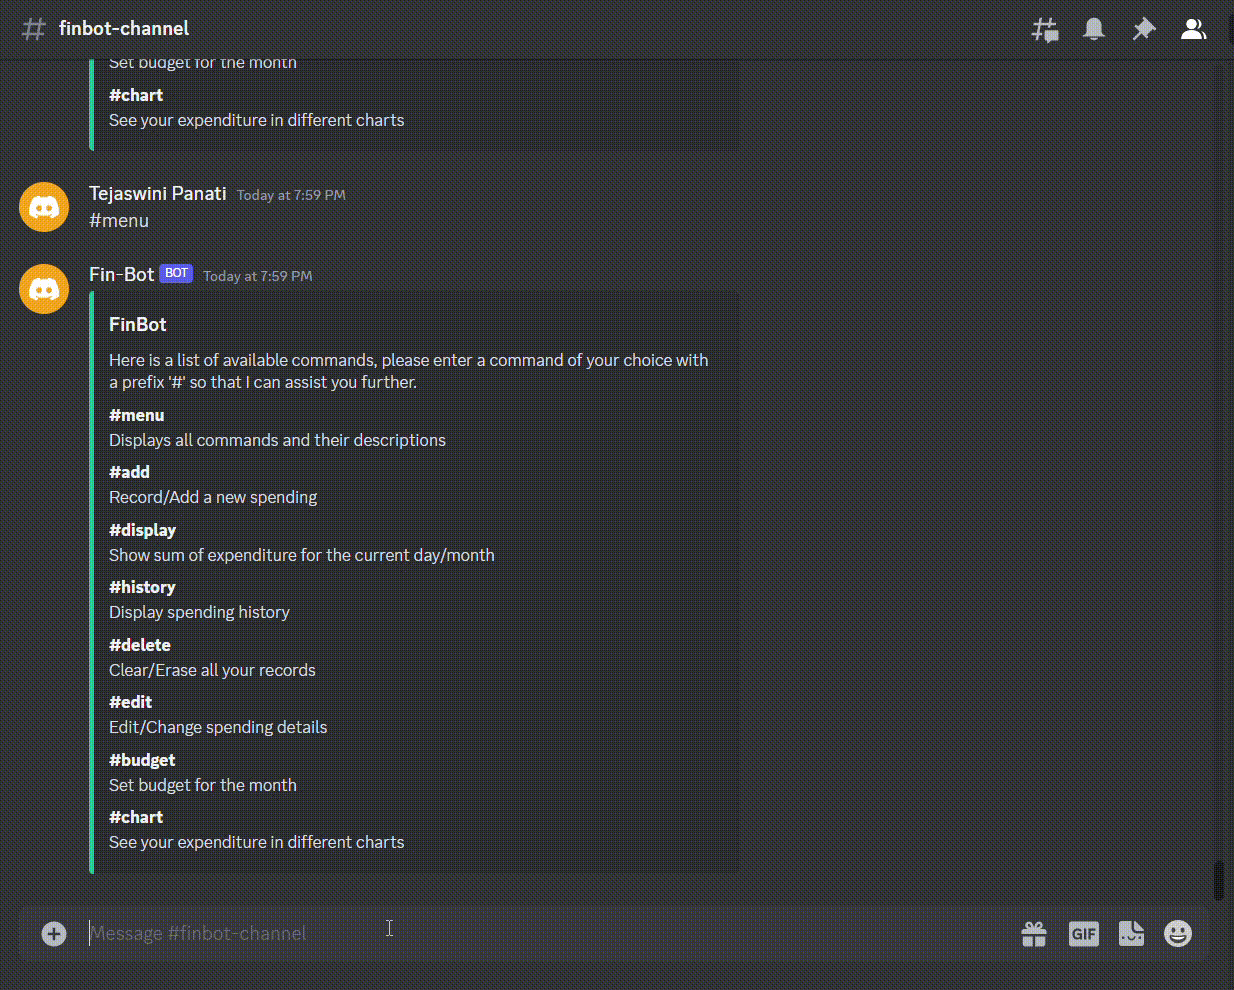 # finbot-channel
Set budget for the month
#chart
See your expenditure in different charts
Tejaswini Panati Today at 7:59 PM
#menu
Fin-Bot BOT Today at 7:59 PM
FinBot
Here is a list of available commands, please enter a command of your choice with
a prefix '#' so that I can assist you further.
#menu
Displays all commands and their descriptions
#add
Record/Add a new spending
#display
Show sum of expenditure for the current day/month
#history
Display spending history
#delete
Clear/Erase all your records
#edit
Edit/Change spending details
#budget
Set budget for the month
#chart
See your expenditure in different charts
Message #finbot-channel
GIF